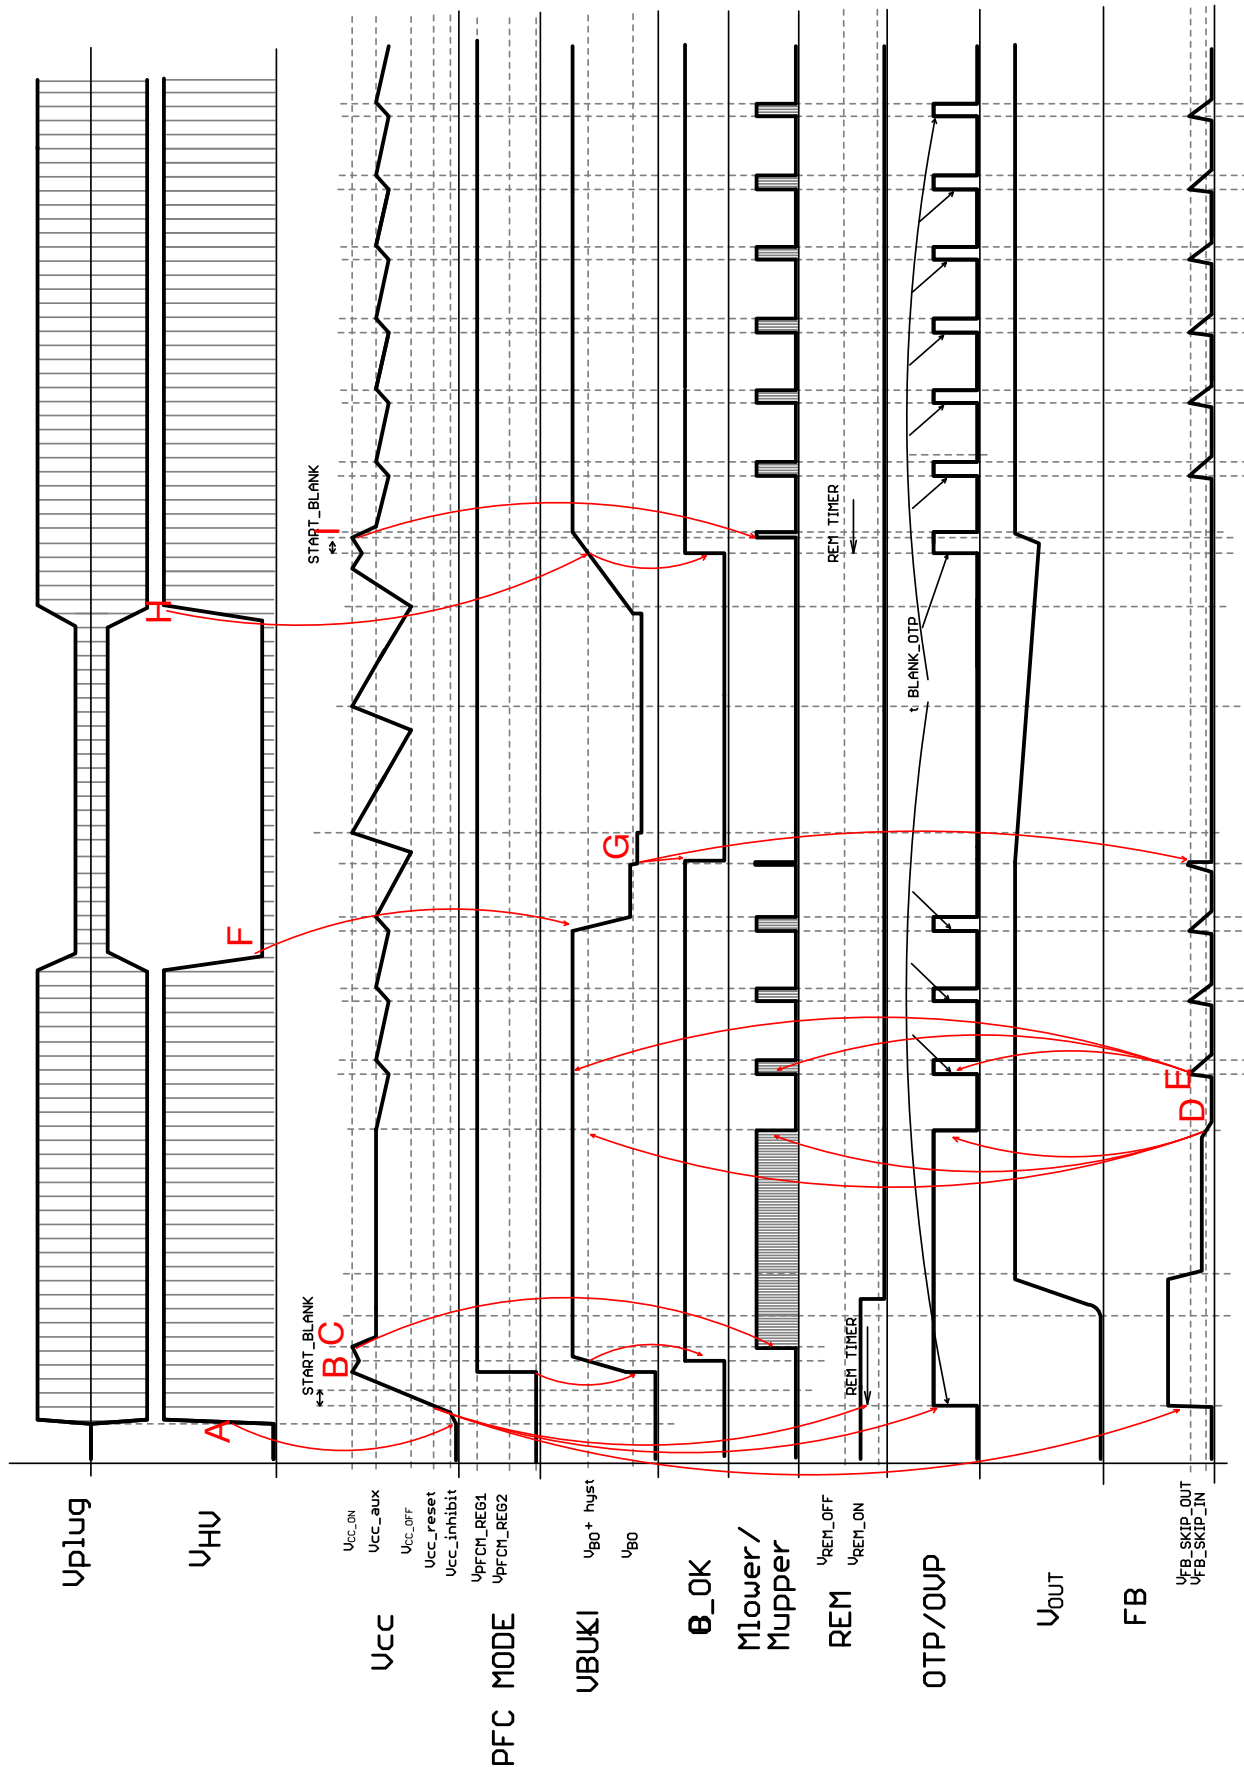 Vplug
VHV
VCC_ON
Vcc_aux
VCC_OFF
Vcc_reset
Vcc_inhibit
Vcc
START_BLANK
START_BLANK
VPFCM_REG1
VPFCM_REG2
PFC MODE
VBO+ hyst
VBO
VBULK
B_OK
Mlower/
Mupper
VREM_OFF
VREM_ON
REM
REM TIMER
REM TIMER
OTP/OVP
t BLANK_OTP
VOUT
VFB_SKIP_OUT
VFB_SKIP_IN
FB
A
B
C
D
E
F
G
H
I